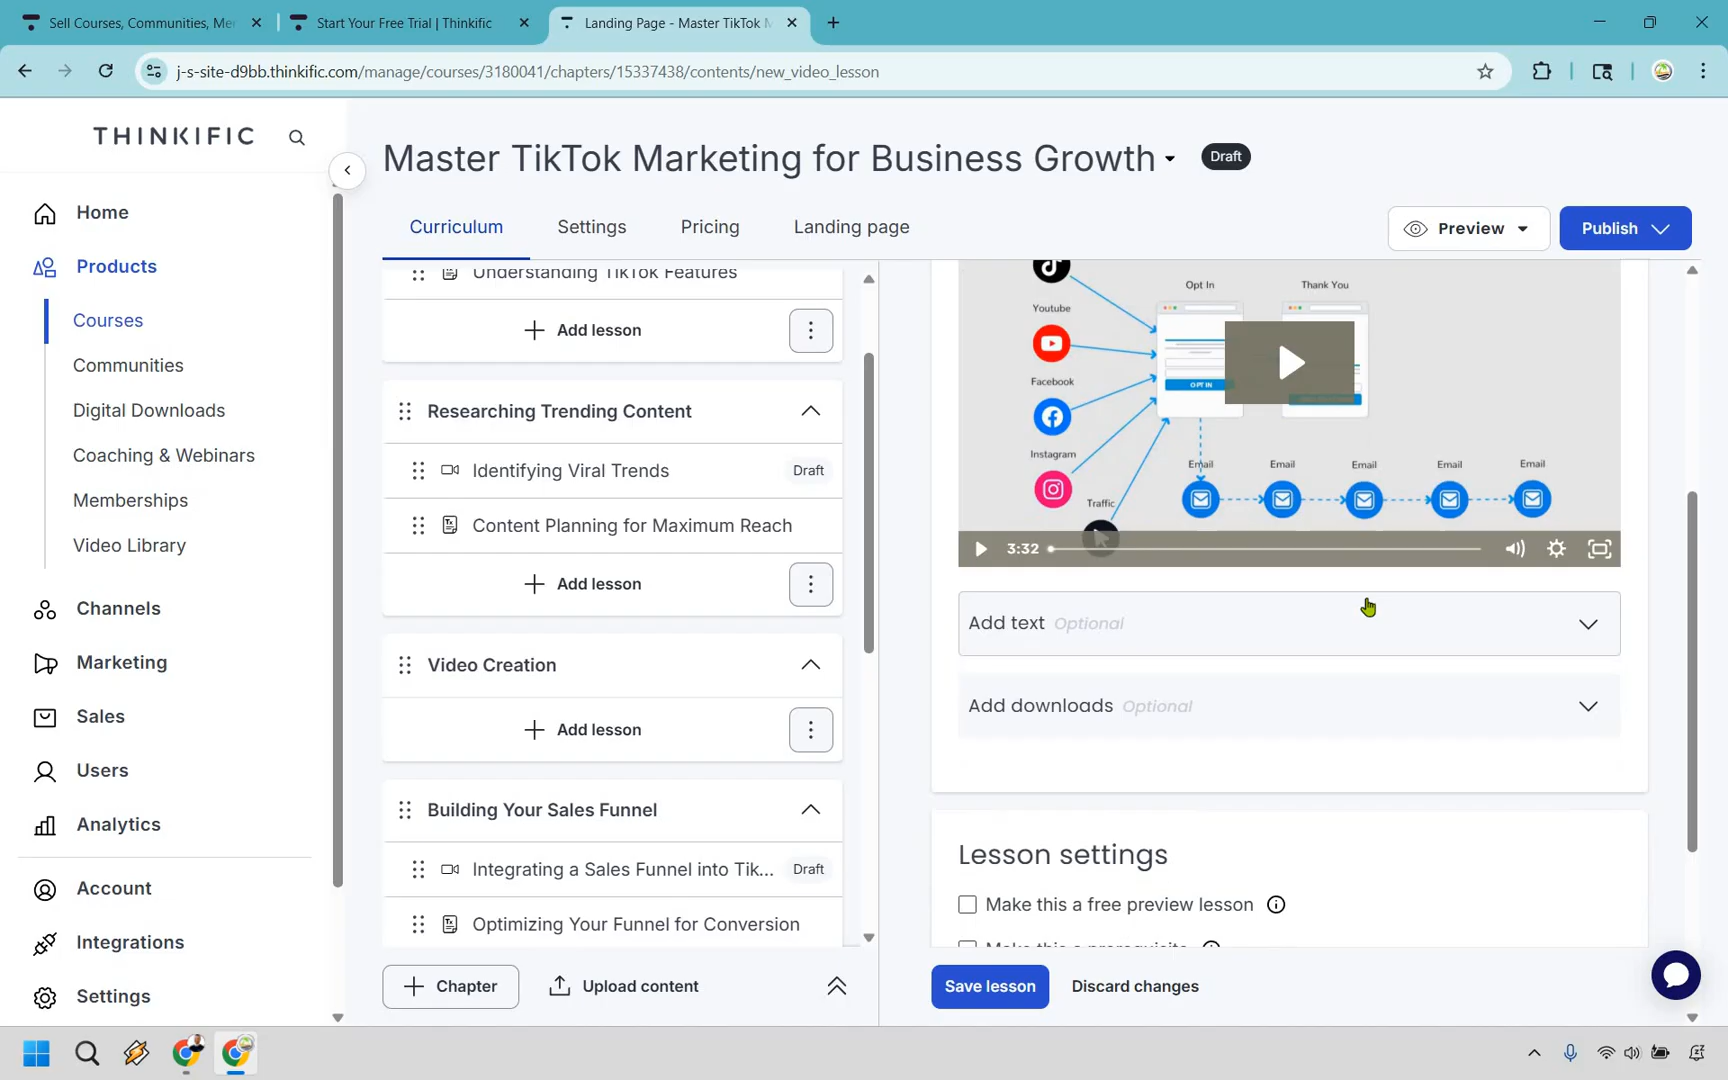 Sell Courses, Communities, Me
Start Your Free Trial | Thinkific
Landing Page - Master TikTok M
j-s-site-d9bb.thinkific.com/manage/courses/3180041/chapters/15337438/contents/new_video_lesson
THINKIFIC
Home
Products
Courses
Communities
Digital Downloads
Coaching & Webinars
Memberships
Video Library
Channels
Marketing
Sales
Users
Analytics
Account
Integrations
Settings
Master TikTok Marketing for Business Growth
Draft
Curriculum
Settings
Pricing
Landing page
Preview
Publish
Understanding TikTok Features
Add lesson
Researching Trending Content
Identifying Viral Trends
Draft
Content Planning for Maximum Reach
Add lesson
Video Creation
Add lesson
Building Your Sales Funnel
Integrating a Sales Funnel into Tik...
Draft
Optimizing Your Funnel for Conversion
Chapter
Upload content
Opt In
Thank You
Youtube
Facebook
OPT IN
Instagram
Traffic
Email
Email
Email
Email
Email
3:32
Add text Optional
Add downloads Optional
Lesson settings
Make this a free preview lesson
Make this a prerequisite
Save lesson
Discard changes